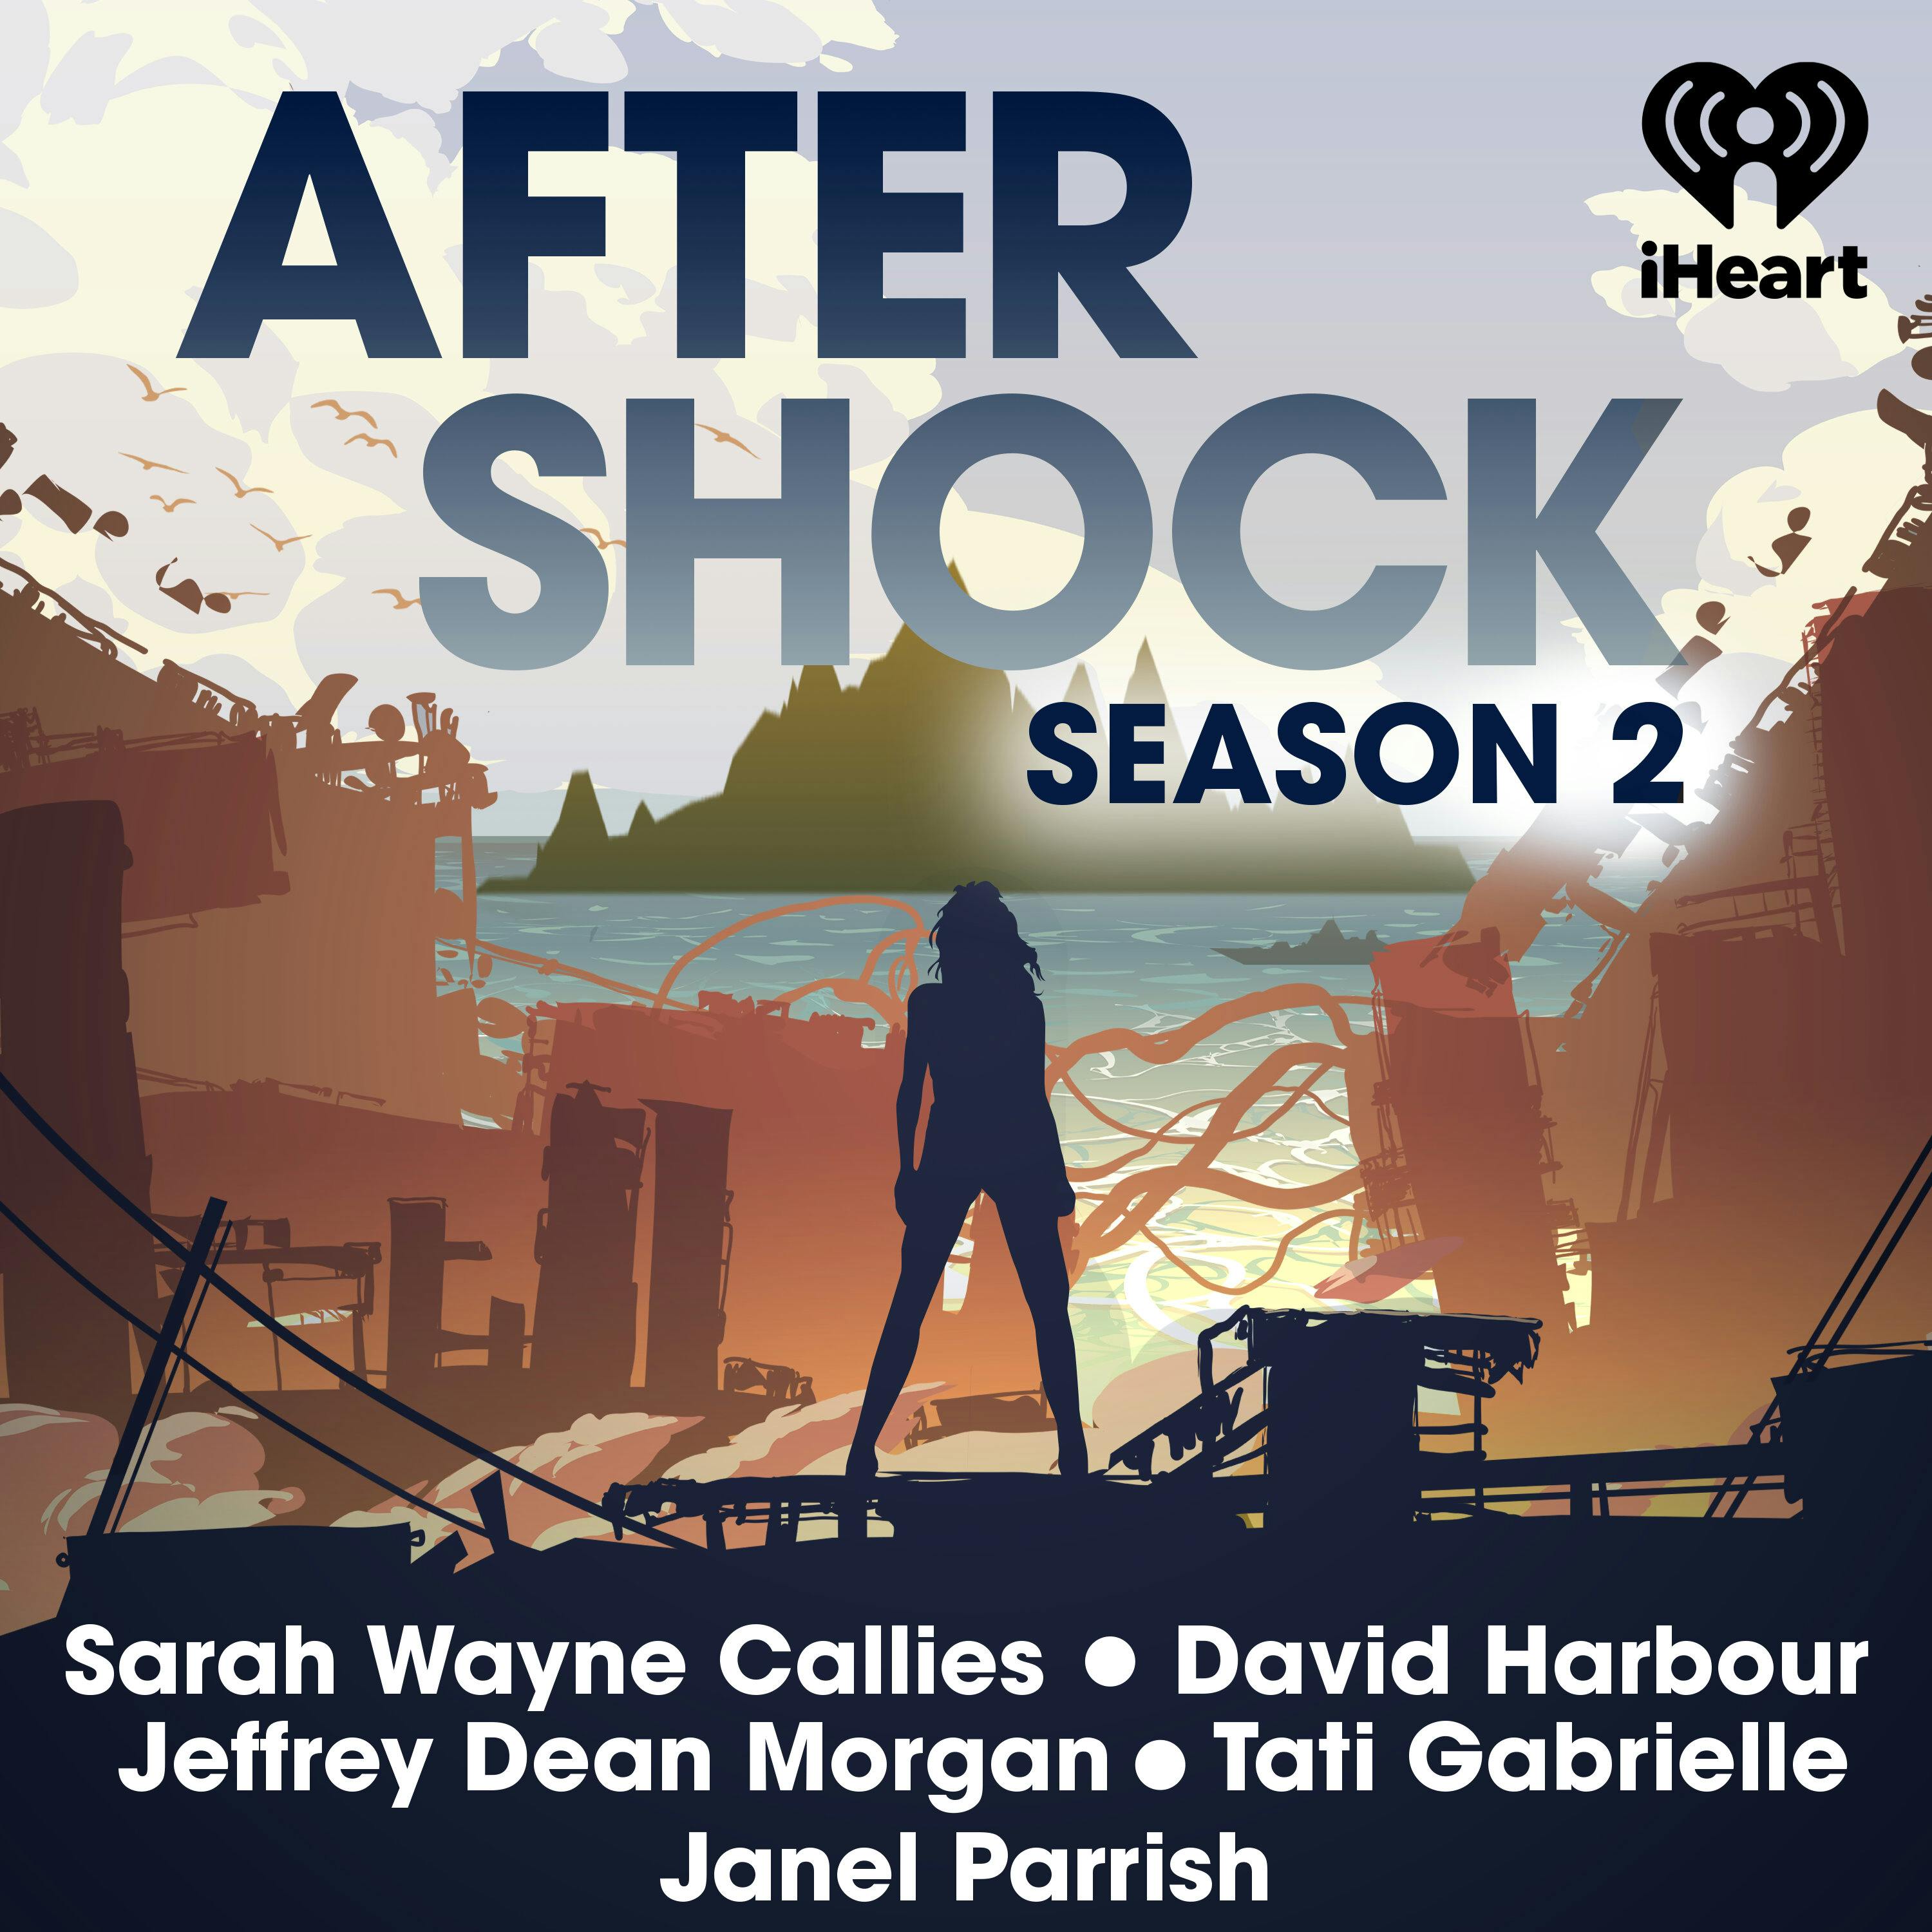 AFTER
iHeart
SHOCK
SEASON 2
Sarah Wayne Callies ● David Harbour
Jeffrey Dean Morgan ● Tati Gabrielle
Janel Parrish